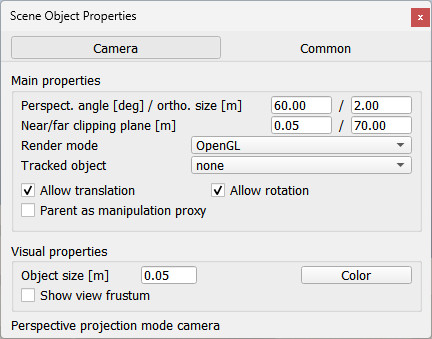 Scene Object Properties
x
Camera Common
Main properties
Perspect. angle [deg] / ortho. size [m] 60.00 / 2.00
Near/far clipping plane [m] 0.05 / 70.00
Render mode OpenGL
Tracked object none
Allow translation Allow rotation
Parent as manipulation proxy
Visual properties
Object size [m] 0.05 Color
Show view frustum
Perspective projection mode camera